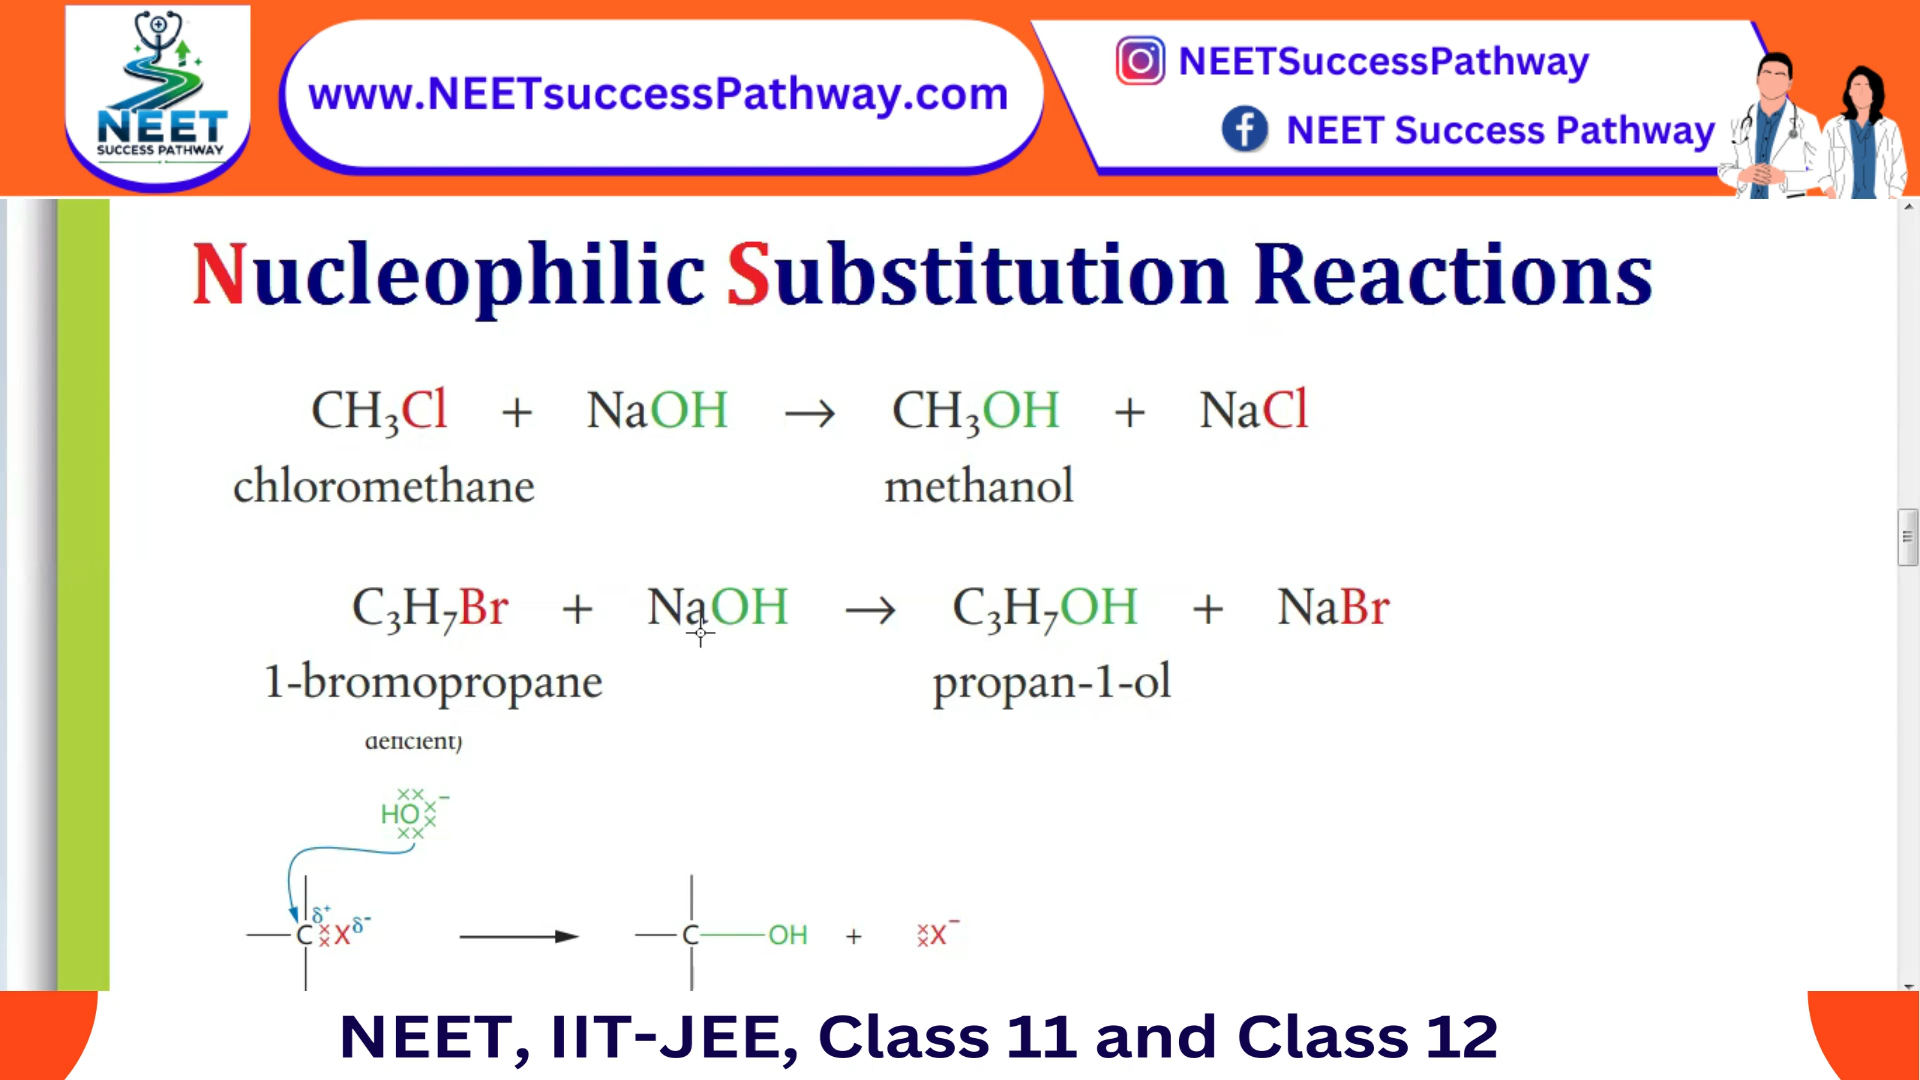 NEET
SUCCESS PATHWAY
www.NEETsuccessPathway.com
NEETSuccessPathway
NEET Success Pathway
Nucleophilic Substitution Reactions
CH₃Cl + NaOH → CH₃OH + NaCl
chloromethane methanol
C₃H₇Br + NaOH → C₃H₇OH + NaBr
1-bromopropane propan-1-ol
deficient)
HO⁻
C δ⁺ X δ⁻ → C OH + X⁻
NEET, IIT-JEE, Class 11 and Class 12